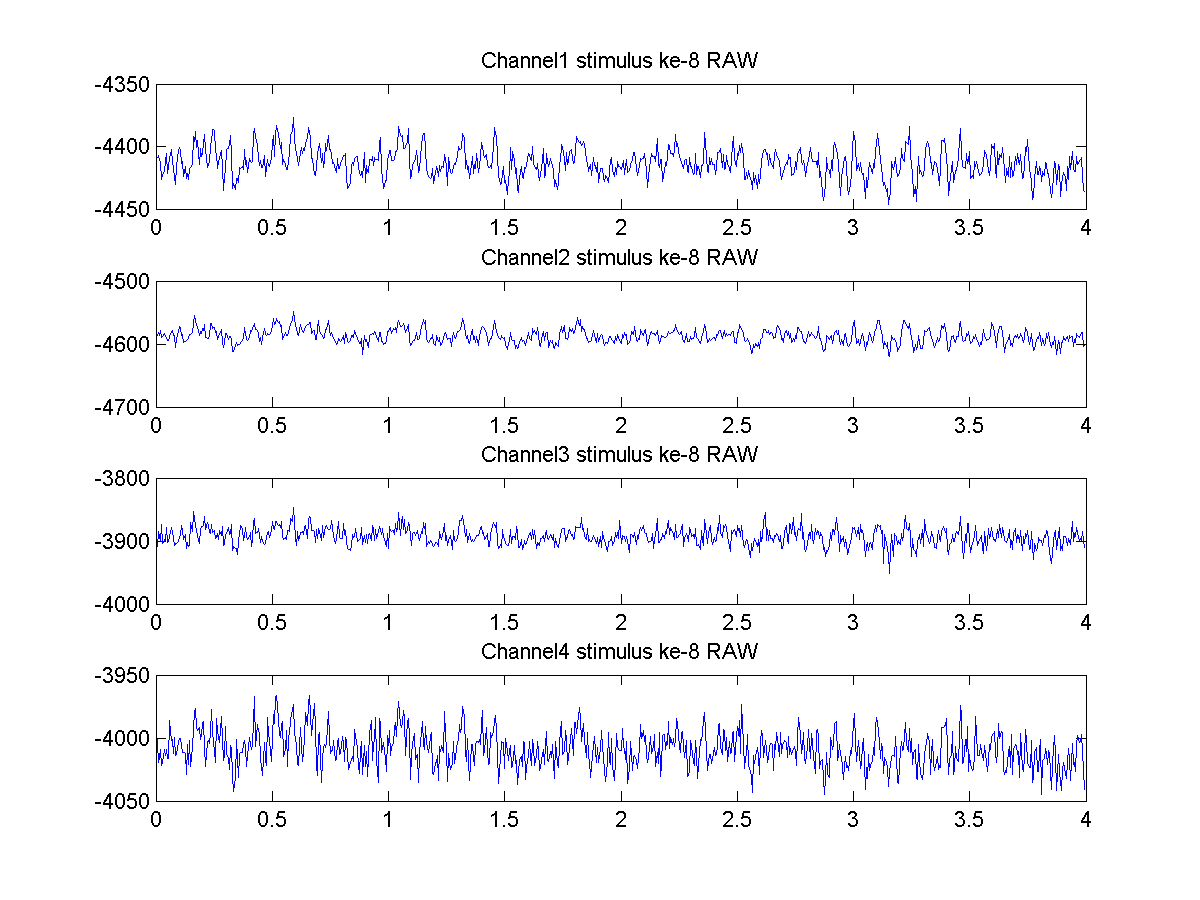 Channel1 stimulus ke-8 RAW
-4350
-4400
-4450
0 0.5 1 1.5 2 2.5 3 3.5 4
Channel2 stimulus ke-8 RAW
-4500
-4600
-4700
0 0.5 1 1.5 2 2.5 3 3.5 4
Channel3 stimulus ke-8 RAW
-3800
-3900
-4000
0 0.5 1 1.5 2 2.5 3 3.5 4
Channel4 stimulus ke-8 RAW
-3950
-4000
-4050
0 0.5 1 1.5 2 2.5 3 3.5 4